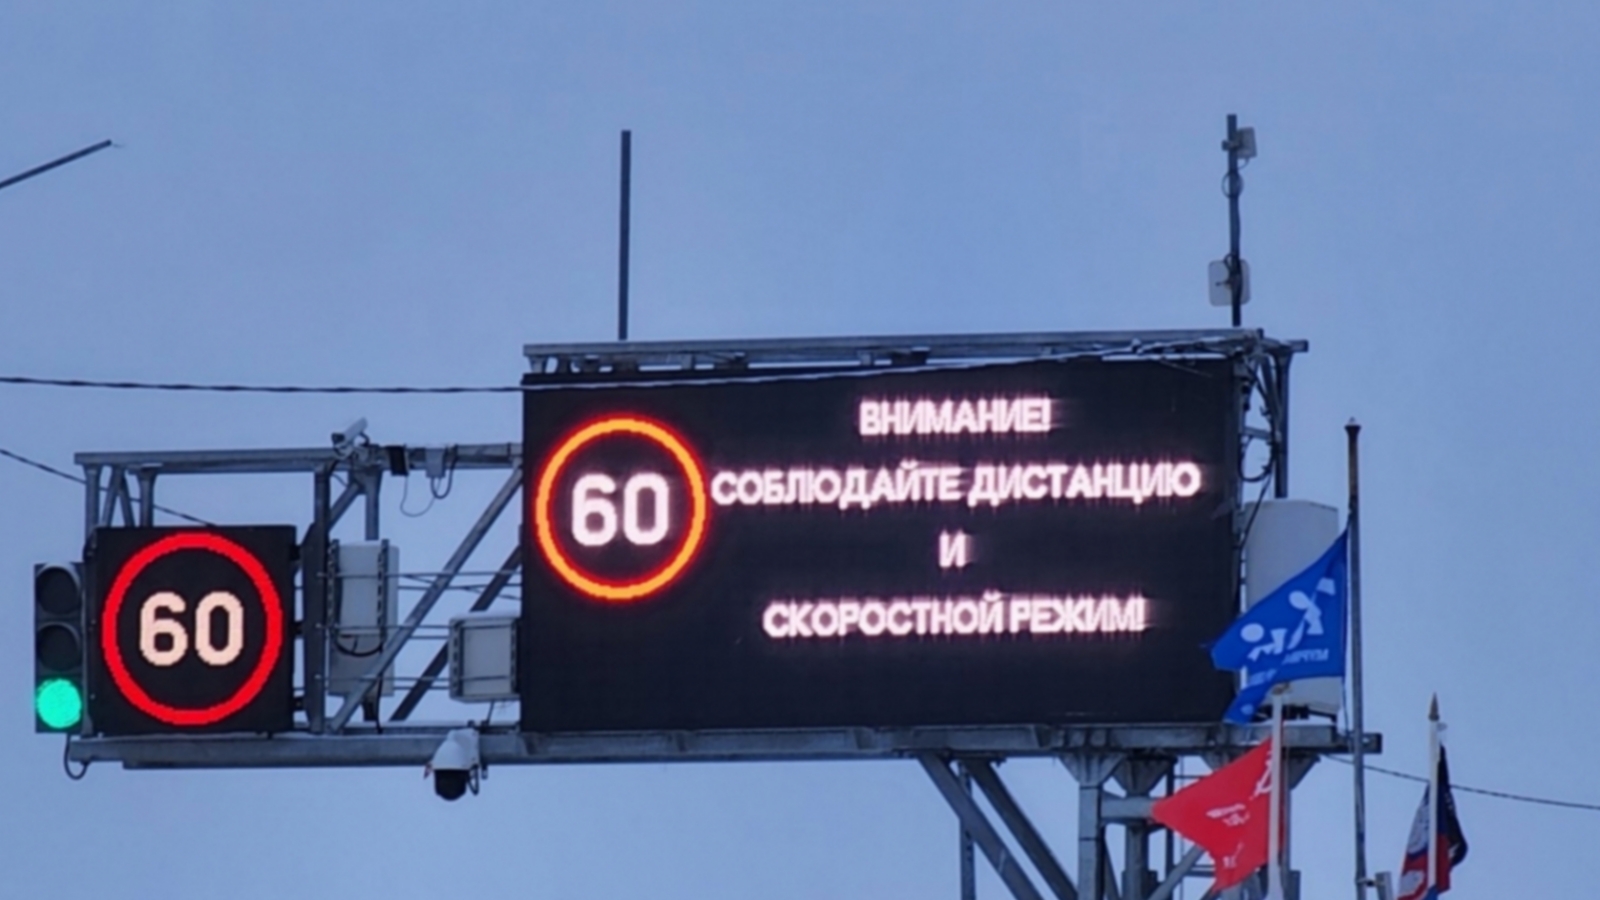 60
60
ВНИМАНИЕ!
СОБЛЮДАЙТЕ ДИСТАНЦИЮ
И
СКОРОСТНОЙ РЕЖИМ!